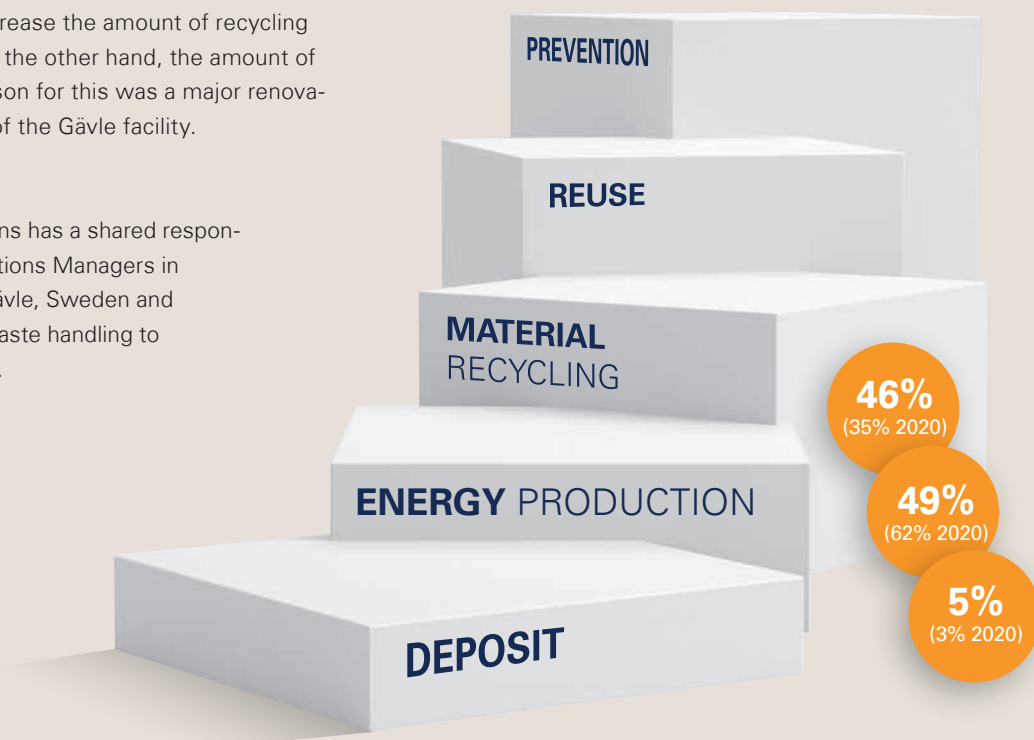 rease the amount of recycling
the other hand, the amount of
son for this was a major renova-
of the Gävle facility.
ns has a shared respon-
tions Managers in
ävle, Sweden and
aste handling to
.
PREVENTION
REUSE
MATERIAL
RECYCLING
46%
(35% 2020)
ENERGY PRODUCTION
49%
(62% 2020)
DEPOSIT
5%
(3% 2020)